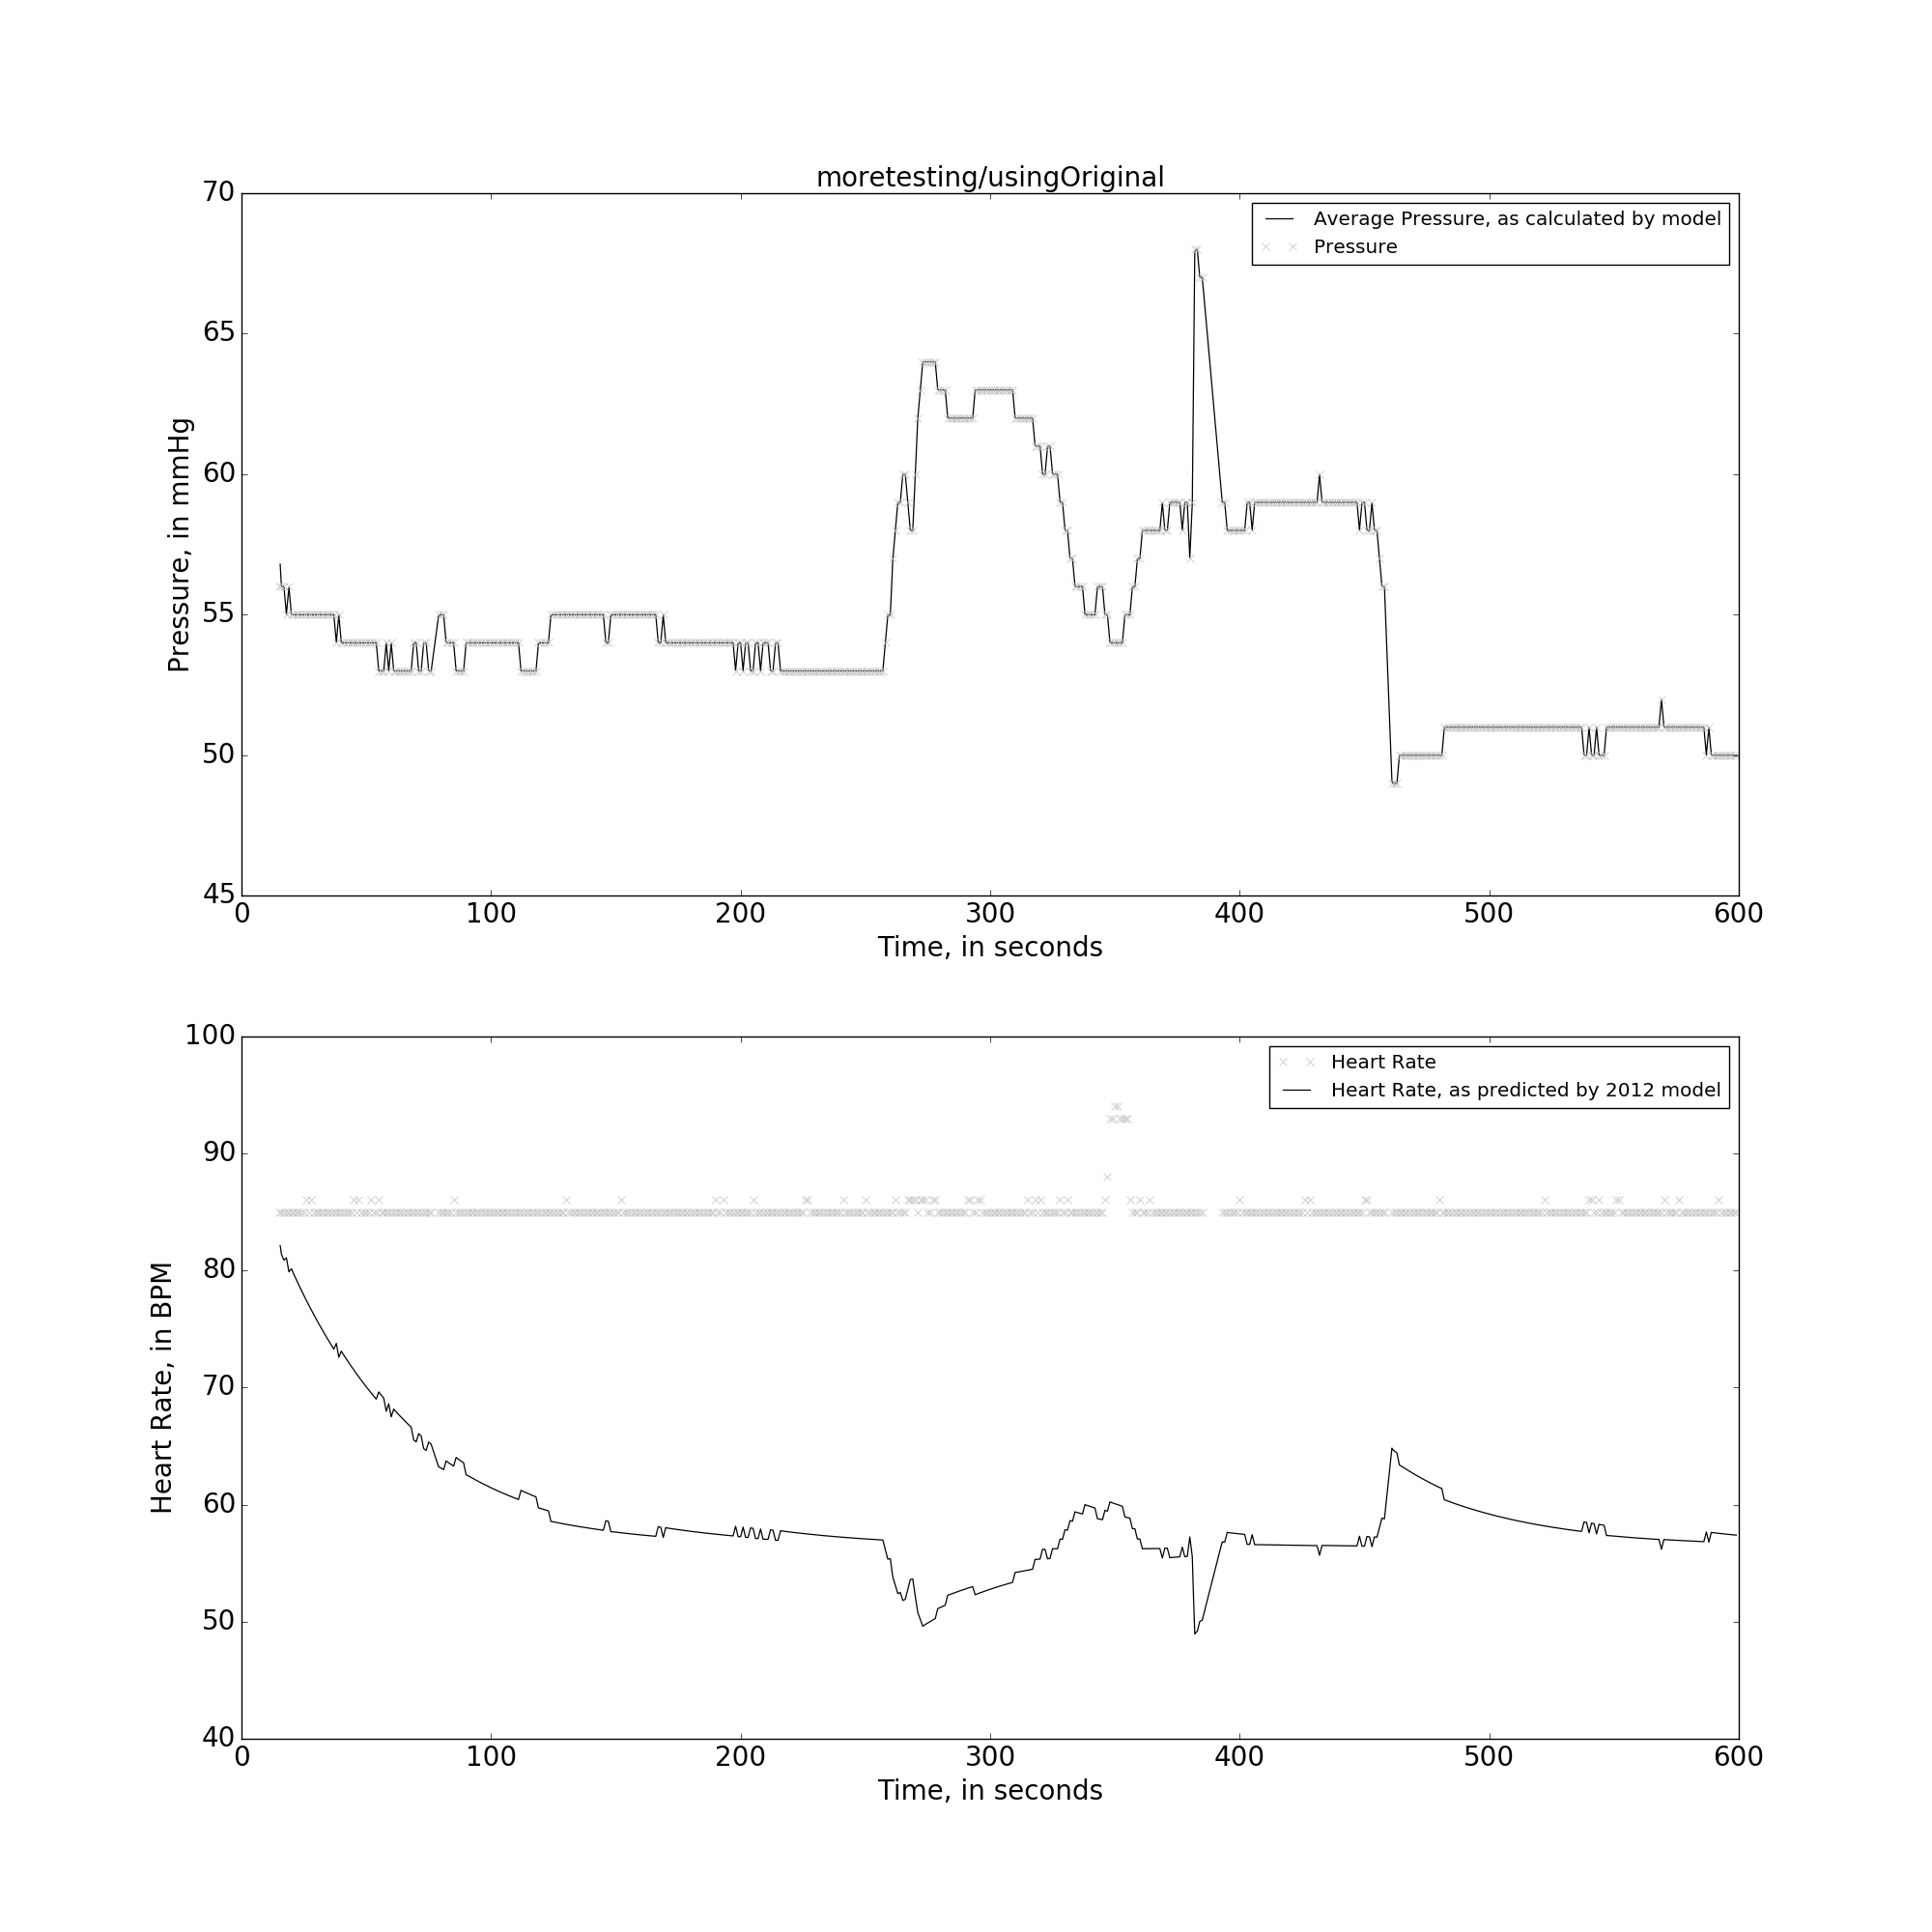 moretesting/usingOriginal
70
65
60
55
50
45
Pressure, in mmHg
Average Pressure, as calculated by model
Pressure
0 100 200 300 400 500 600
Time, in seconds
100
90
80
70
60
50
40
Heart Rate, in BPM
Heart Rate
Heart Rate, as predicted by 2012 model
0 100 200 300 400 500 600
Time, in seconds